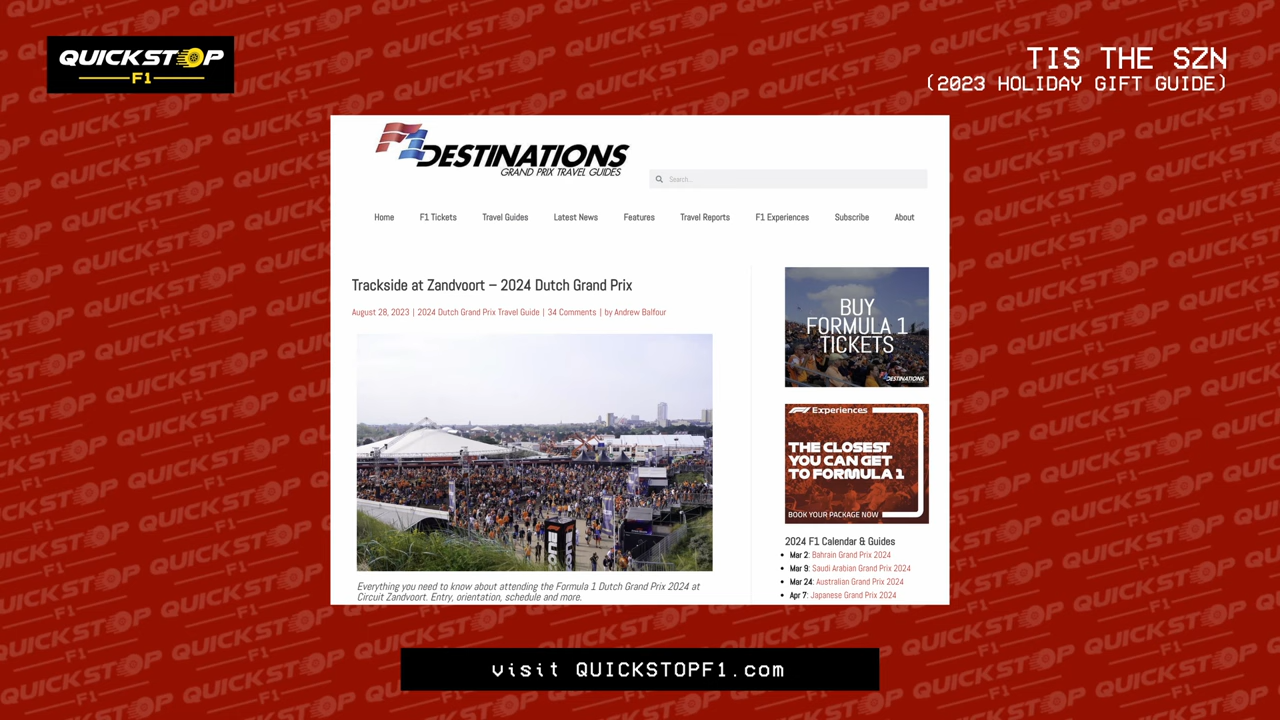 QUICKSTOP
F1
TIS THE SZN
(2023 HOLIDAY GIFT GUIDE)
F1 DESTINATIONS
GRAND PRIX TRAVEL GUIDES
Search...
Home F1 Tickets Travel Guides Latest News Features Travel Reports F1 Experiences Subscribe About
Trackside at Zandvoort – 2024 Dutch Grand Prix
August 28, 2023 | 2024 Dutch Grand Prix Travel Guide | 34 Comments | by Andrew Balfour
Everything you need to know about attending the Formula 1 Dutch Grand Prix 2024 at
Circuit Zandvoort. Entry, orientation, schedule and more.
BUY
FORMULA 1
TICKETS
DESTINATIONS
F1 Experiences
THE CLOSEST
YOU CAN GET
TO FORMULA 1
BOOK YOUR PACKAGE NOW
2024 F1 Calendar & Guides
• Mar 2: Bahrain Grand Prix 2024
• Mar 9: Saudi Arabian Grand Prix 2024
• Mar 24: Australian Grand Prix 2024
• Apr 7: Japanese Grand Prix 2024
visit QUICKSTOPF1.com